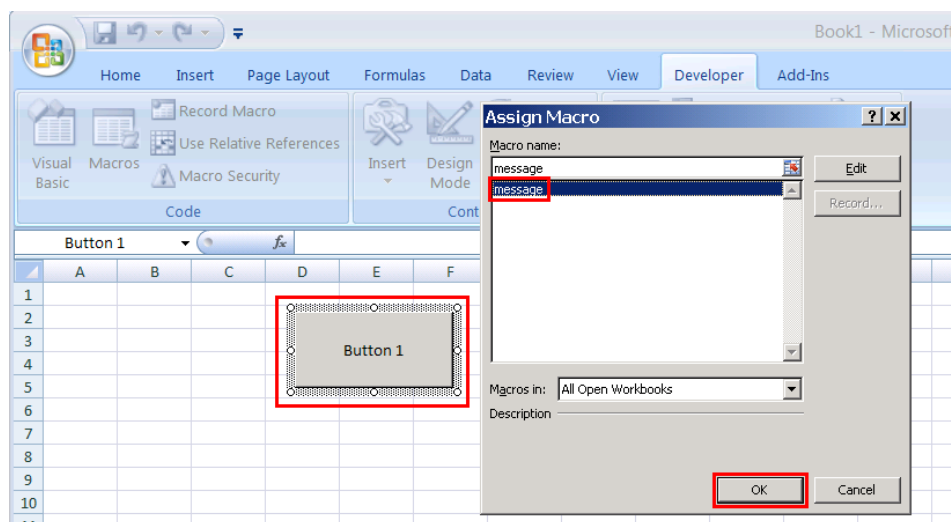 Book1 - Microsoft
Home Insert Page Layout Formulas Data Review View Developer Add-Ins
Visual Basic
Macros
Record Macro
Use Relative References
Macro Security
Code
Insert
Design Mode
Cont
Assign Macro
Macro name:
message
message
Edit
Record...
Macros in: All Open Workbooks
Description
OK Cancel
Button 1 fx
A B C D E F
1
2
3
4
5
6
7
8
9
10
Button 1